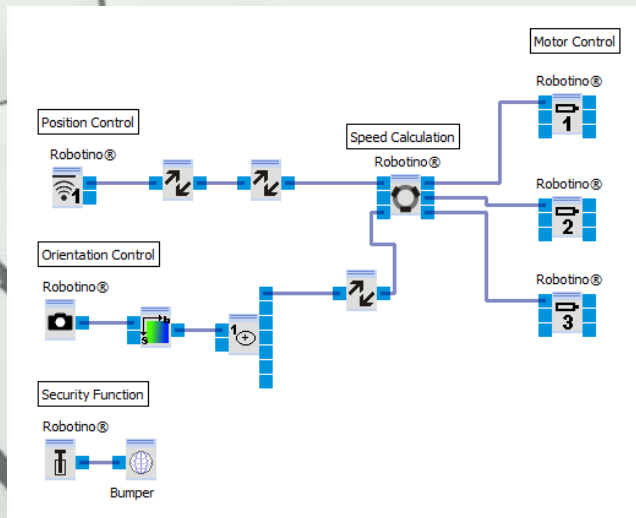 Motor Control
Robotino®
1
Position Control
Speed Calculation
Robotino®
Robotino®
1
Robotino®
2
Orientation Control
Robotino®
Robotino®
3
h
s
1
Security Function
Robotino®
Bumper